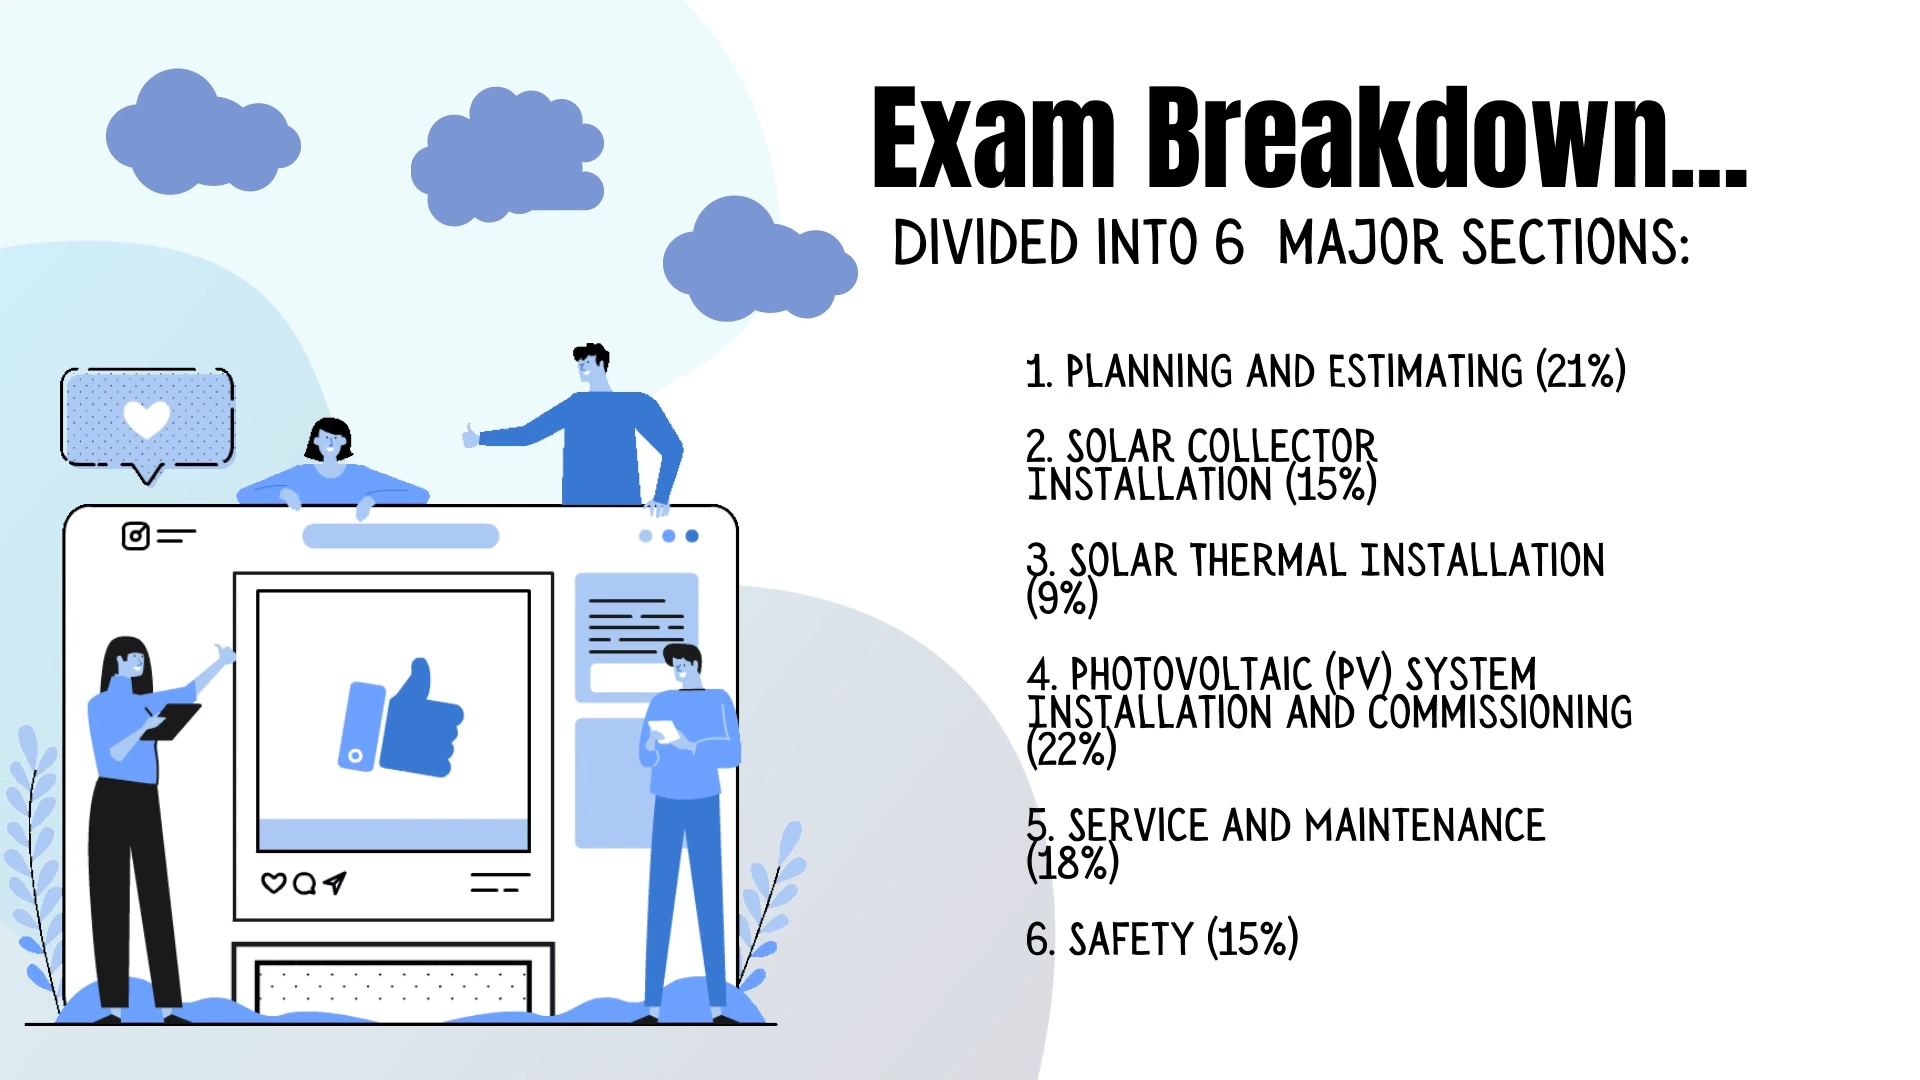 Exam Breakdown...
DIVIDED INTO 6 MAJOR SECTIONS:
1. PLANNING AND ESTIMATING (21%)
2. SOLAR COLLECTOR
INSTALLATION (15%)
3. SOLAR THERMAL INSTALLATION
(9%)
4. PHOTOVOLTAIC (PV) SYSTEM
INSTALLATION AND COMMISSIONING
(22%)
5. SERVICE AND MAINTENANCE
(18%)
6. SAFETY (15%)